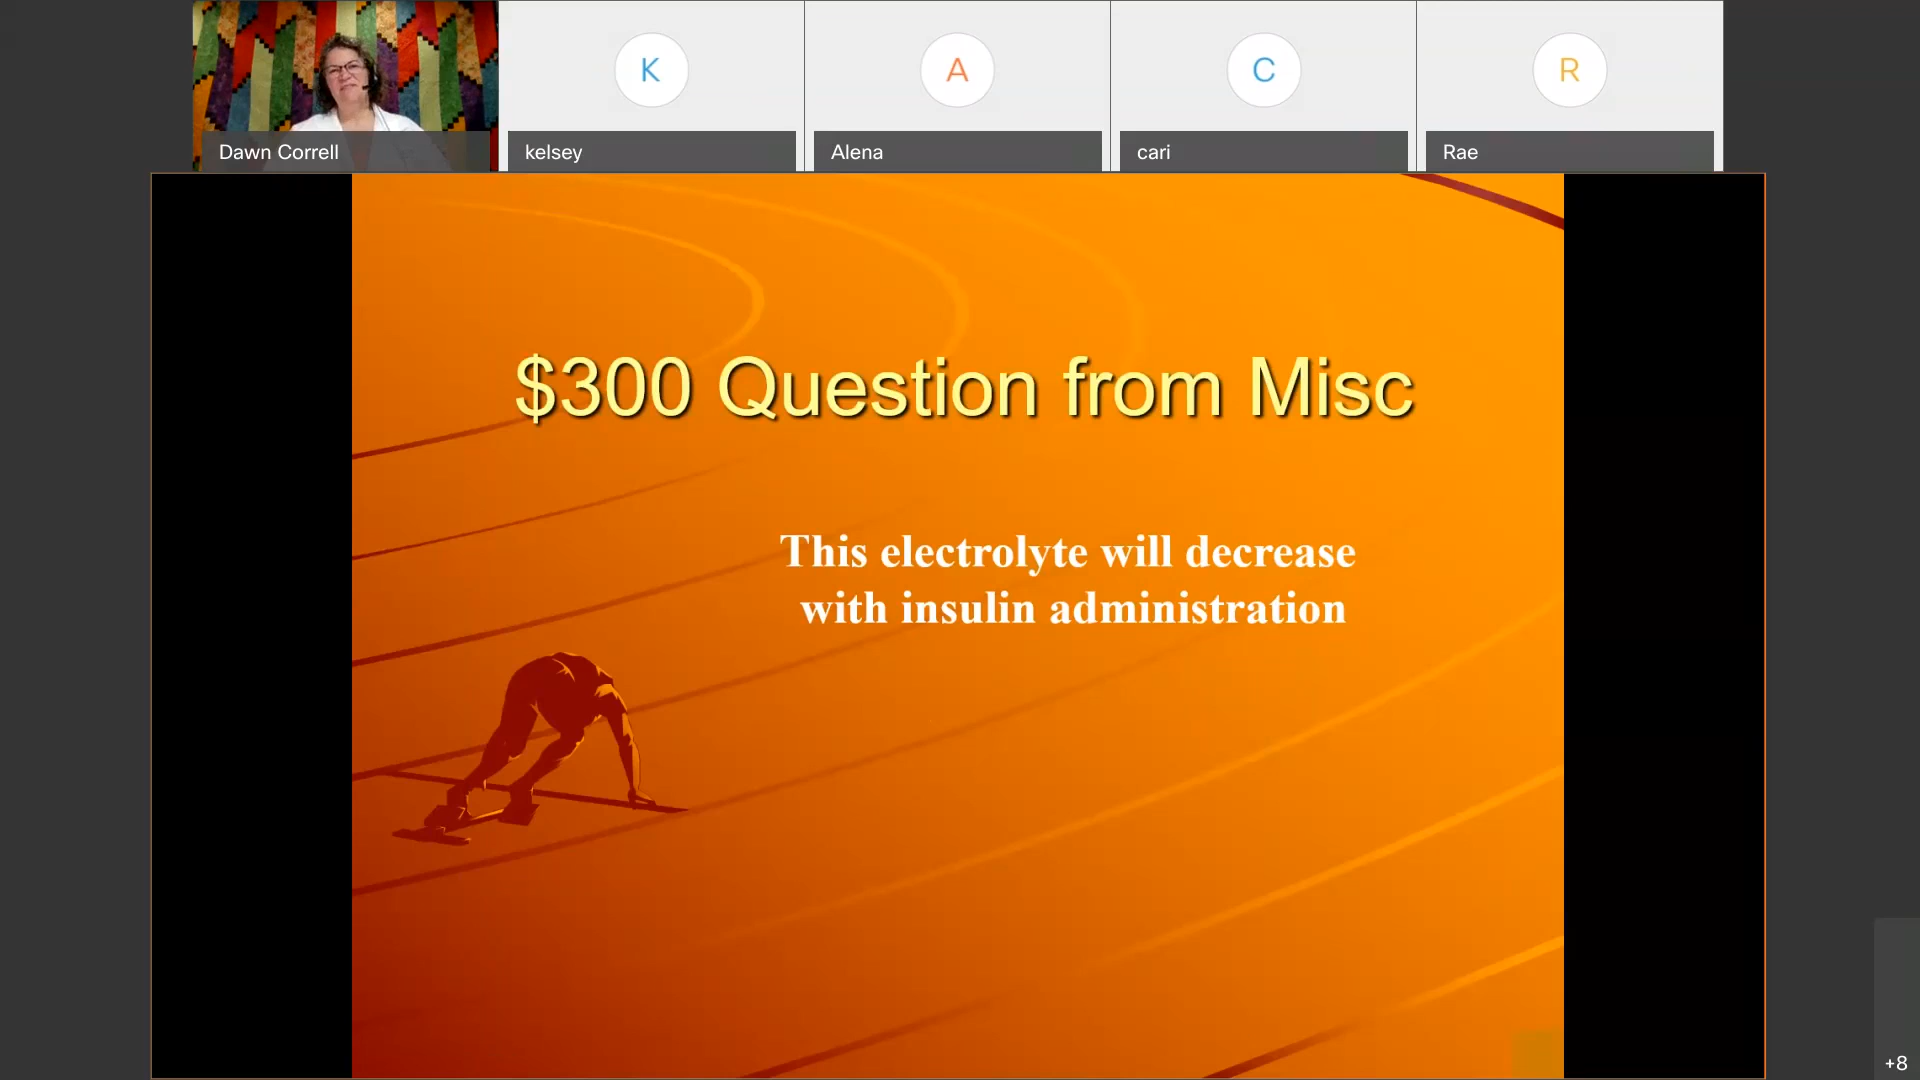 K
A
C
R
Dawn Correll
kelsey
Alena
cari
Rae
$300 Question from Misc
This electrolyte will decrease
with insulin administration
+8